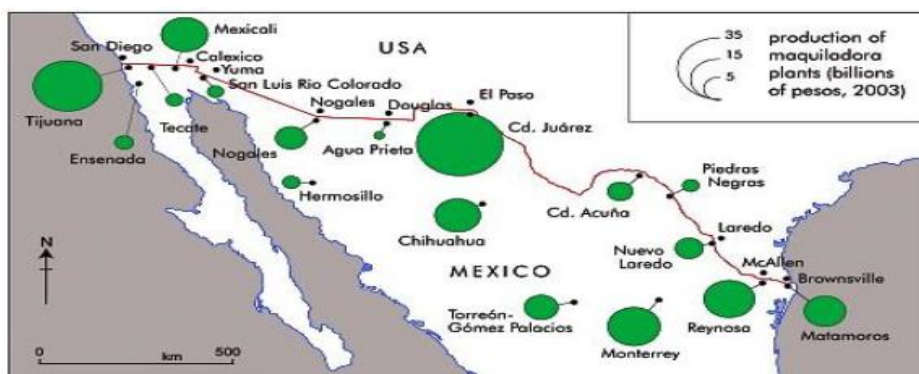 Mexicali
San Diego
Calexico
Yuma
San Luis Rio Colorado
USA
35
15
5
production of
maquiladora
plants (billions
of pesos, 2003)
Tijuana
Tecate
Ensenada
Nogales
Nogales
Douglas
Agua Prieta
El Paso
Cd. Juárez
Hermosillo
Chihuahua
Cd. Acuña
Piedras
Negras
Laredo
Nuevo
Laredo
McAllen
Brownsville
MEXICO
Torreón-
Gómez Palacios
Monterrey
Reynosa
Matamoros
N
0
500
km